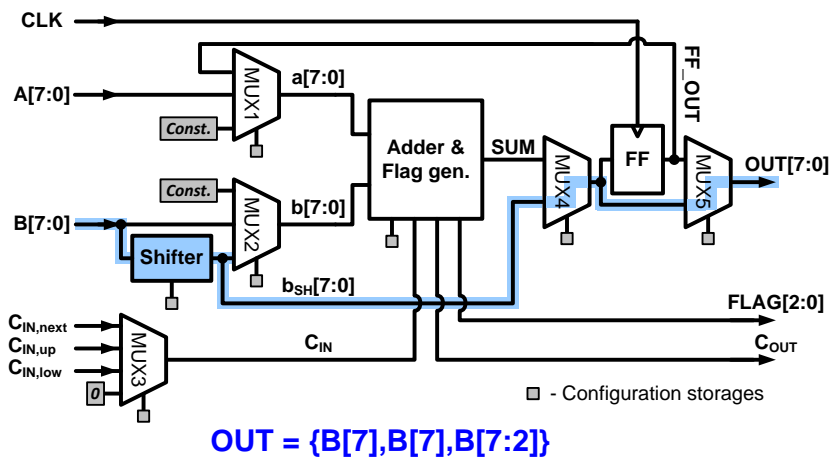 CLK
FF_OUT
MUX1
a[7:0]
A[7:0]
Const.
Adder &
Flag gen.
SUM
MUX4
FF
MUX5
OUT[7:0]
Const.
MUX2
b[7:0]
B[7:0]
Shifter
bSH[7:0]
FLAG[2:0]
CIN,next
CIN,up
CIN,low
0
MUX3
CIN
COUT
- Configuration storages
OUT = {B[7],B[7],B[7:2]}